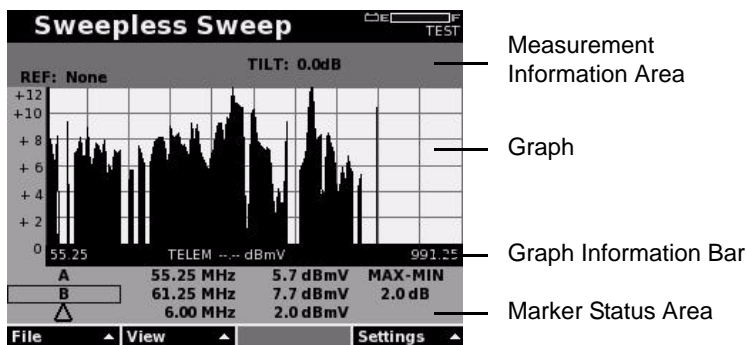 Sweepless Sweep
E F
TEST
TILT: 0.0dB
REF: None
+12
+10
+ 8
+ 6
+ 4
+ 2
0
55.25 TELEM --.-- dBmV 991.25
A 55.25 MHz 5.7 dBmV MAX-MIN
B 61.25 MHz 7.7 dBmV 2.0 dB
△ 6.00 MHz 2.0 dBmV
File View Settings
Measurement
Information Area
Graph
Graph Information Bar
Marker Status Area